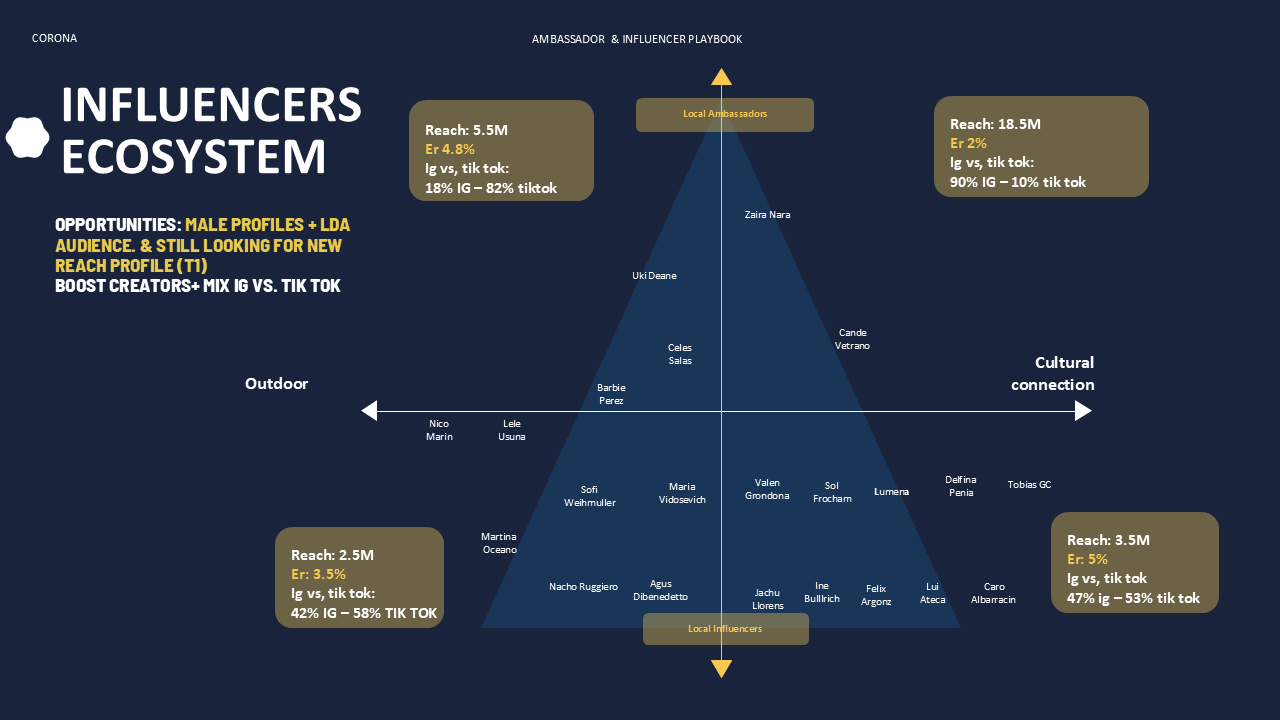 CORONA
AMBASSADOR & INFLUENCER PLAYBOOK
INFLUENCERS
ECOSYSTEM
OPPORTUNITIES: MALE PROFILES + LDA
AUDIENCE. & STILL LOOKING FOR NEW
REACH PROFILE (T1)
BOOST CREATORS+ MIX IG VS. TIK TOK
Reach: 5.5M
Er 4.8%
Ig vs, tik tok:
18% IG – 82% tiktok
Local Ambassadors
Reach: 18.5M
Er 2%
Ig vs, tik tok:
90% IG – 10% tik tok
Zaira Nara
Uki Deane
Celes
Salas
Cande
Vetrano
Barbie
Perez
Outdoor
Cultural
connection
Nico
Marin
Lele
Usuna
Sofi
Weihmuller
Maria
Vidosevich
Valen
Grondona
Sol
Frocham
Lumena
Delfina
Penia
Tobias GC
Martina
Oceano
Nacho Ruggiero
Agus
Dibenedetto
Jachu
Llorens
Ine
Bulllrich
Felix
Argonz
Lui
Ateca
Caro
Albarracin
Reach: 2.5M
Er: 3.5%
Ig vs, tik tok:
42% IG – 58% TIK TOK
Reach: 3.5M
Er: 5%
Ig vs, tik tok
47% ig – 53% tik tok
Local Influencers